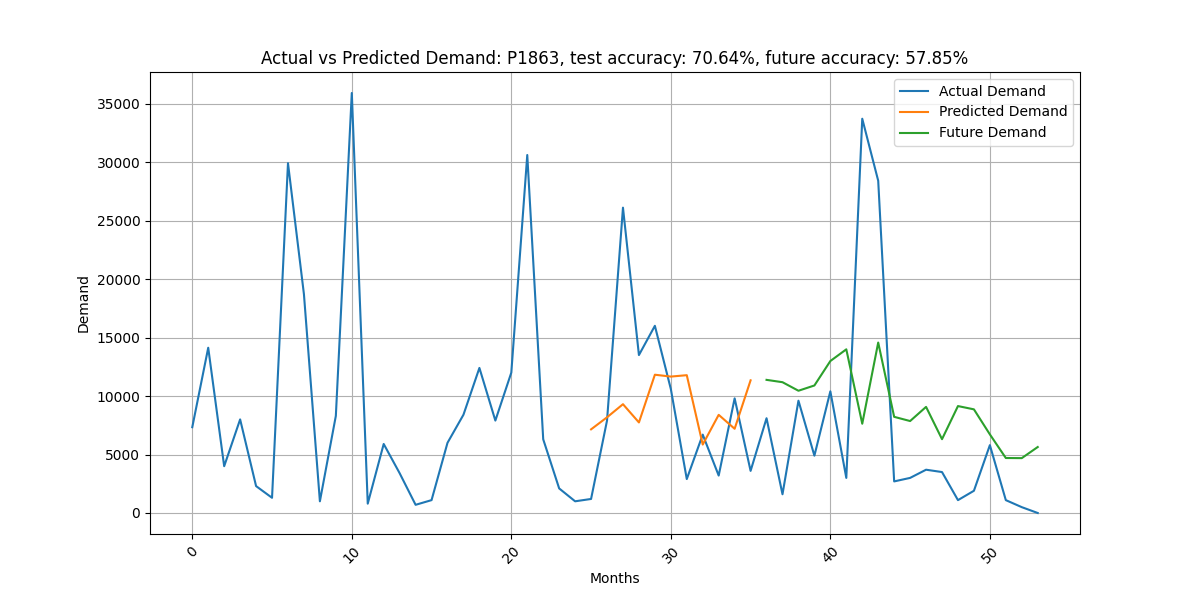 Actual vs Predicted Demand: P1863, test accuracy: 70.64%, future accuracy: 57.85%
Actual Demand
Predicted Demand
Future Demand
35000
30000
25000
20000
15000
10000
5000
0
Demand
0
10
20
30
40
50
Months